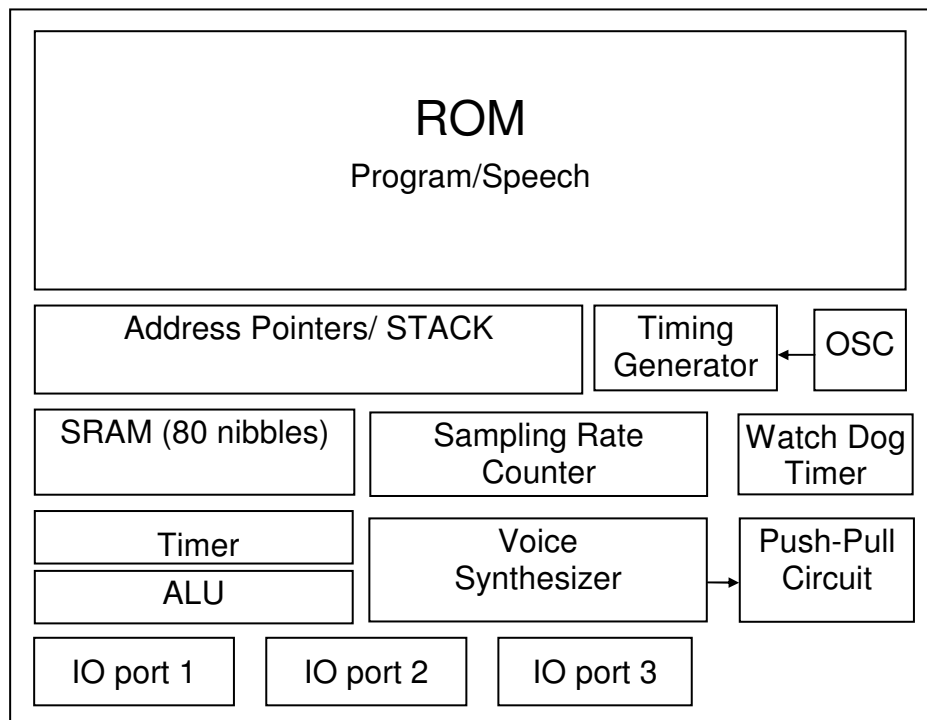 ROM
Program/Speech
Address Pointers/ STACK
Timing
Generator
OSC
SRAM (80 nibbles)
Sampling Rate
Counter
Watch Dog
Timer
Timer
ALU
Voice
Synthesizer
Push-Pull
Circuit
IO port 1
IO port 2
IO port 3